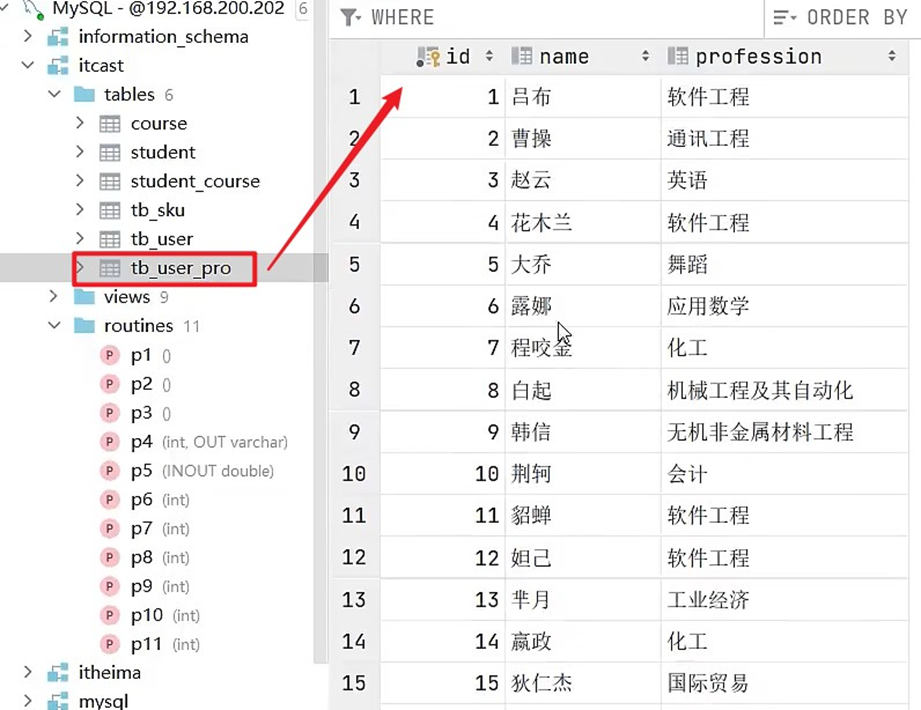 MySQL - @192.168.200.202 6
information_schema
itcast
tables 6
course
student
student_course
tb_sku
tb_user
tb_user_pro
views 9
routines 11
P p1 ()
P p2 ()
P p3 ()
P p4 (int, OUT varchar)
P p5 (INOUT double)
P p6 (int)
P p7 (int)
P p8 (int)
P p9 (int)
P p10 (int)
P p11 (int)
itheima
mysql
WHERE ORDER BY
id name profession
1 1 吕布 软件工程
2 2 曹操 通讯工程
3 3 赵云 英语
4 4 花木兰 软件工程
5 5 大乔 舞蹈
6 6 露娜 应用数学
7 7 程咬金 化工
8 8 白起 机械工程及其自动化
9 9 韩信 无机非金属材料工程
10 10 荆轲 会计
11 11 貂蝉 软件工程
12 12 妲己 软件工程
13 13 芈月 工业经济
14 14 嬴政 化工
15 15 狄仁杰 国际贸易